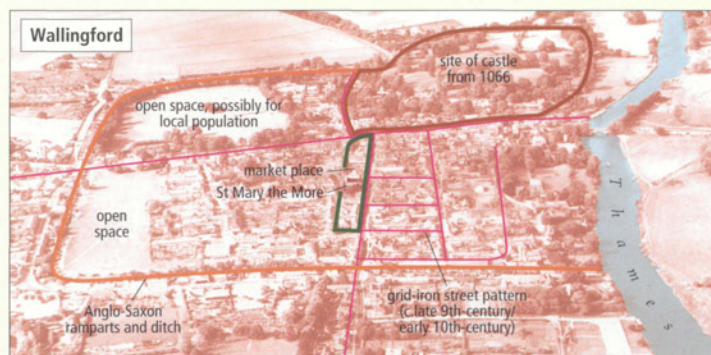 Wallingford
site of castle
from 1066
open space, possibly for
local population
market place
St Mary the More
open
space
Thames
Anglo-Saxon
ramparts and ditch
grid-iron street pattern
(c.late 9th-century/
early 10th-century)